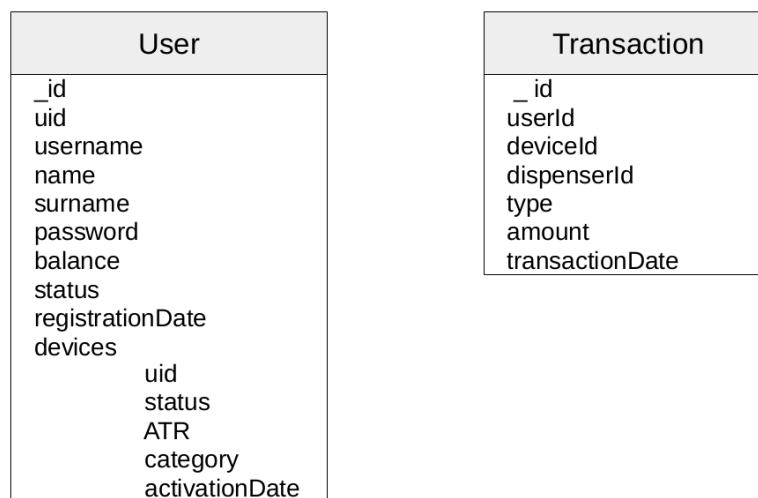 User
_id
uid
username
name
surname
password
balance
status
registrationDate
devices
uid
status
ATR
category
activationDate
Transaction
_ id
userId
deviceId
dispenserId
type
amount
transactionDate